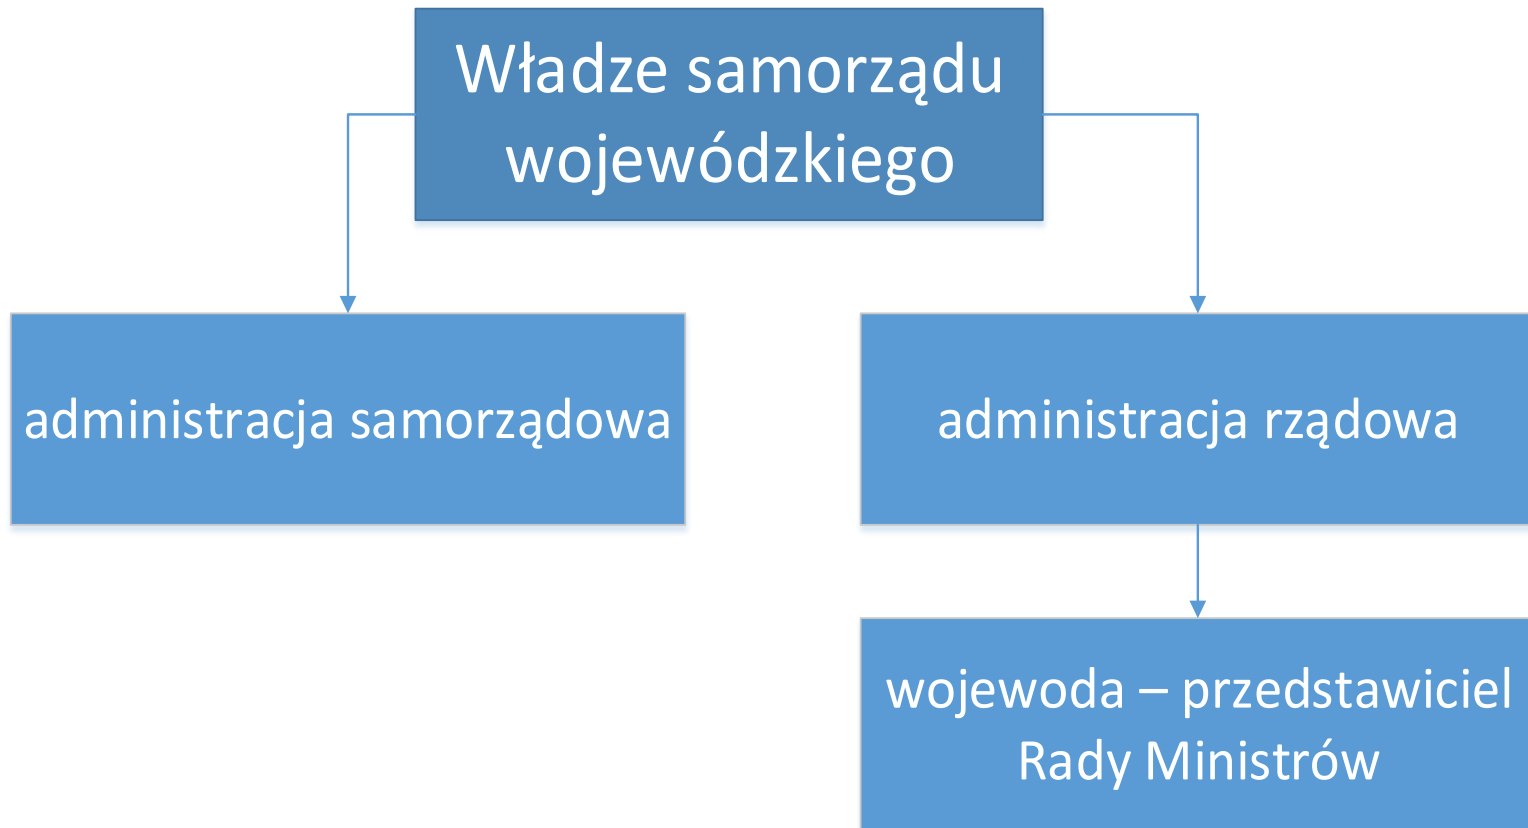 Władze samorządu
wojewódzkiego
administracja samorządowa
administracja rządowa
wojewoda – przedstawiciel
Rady Ministrów